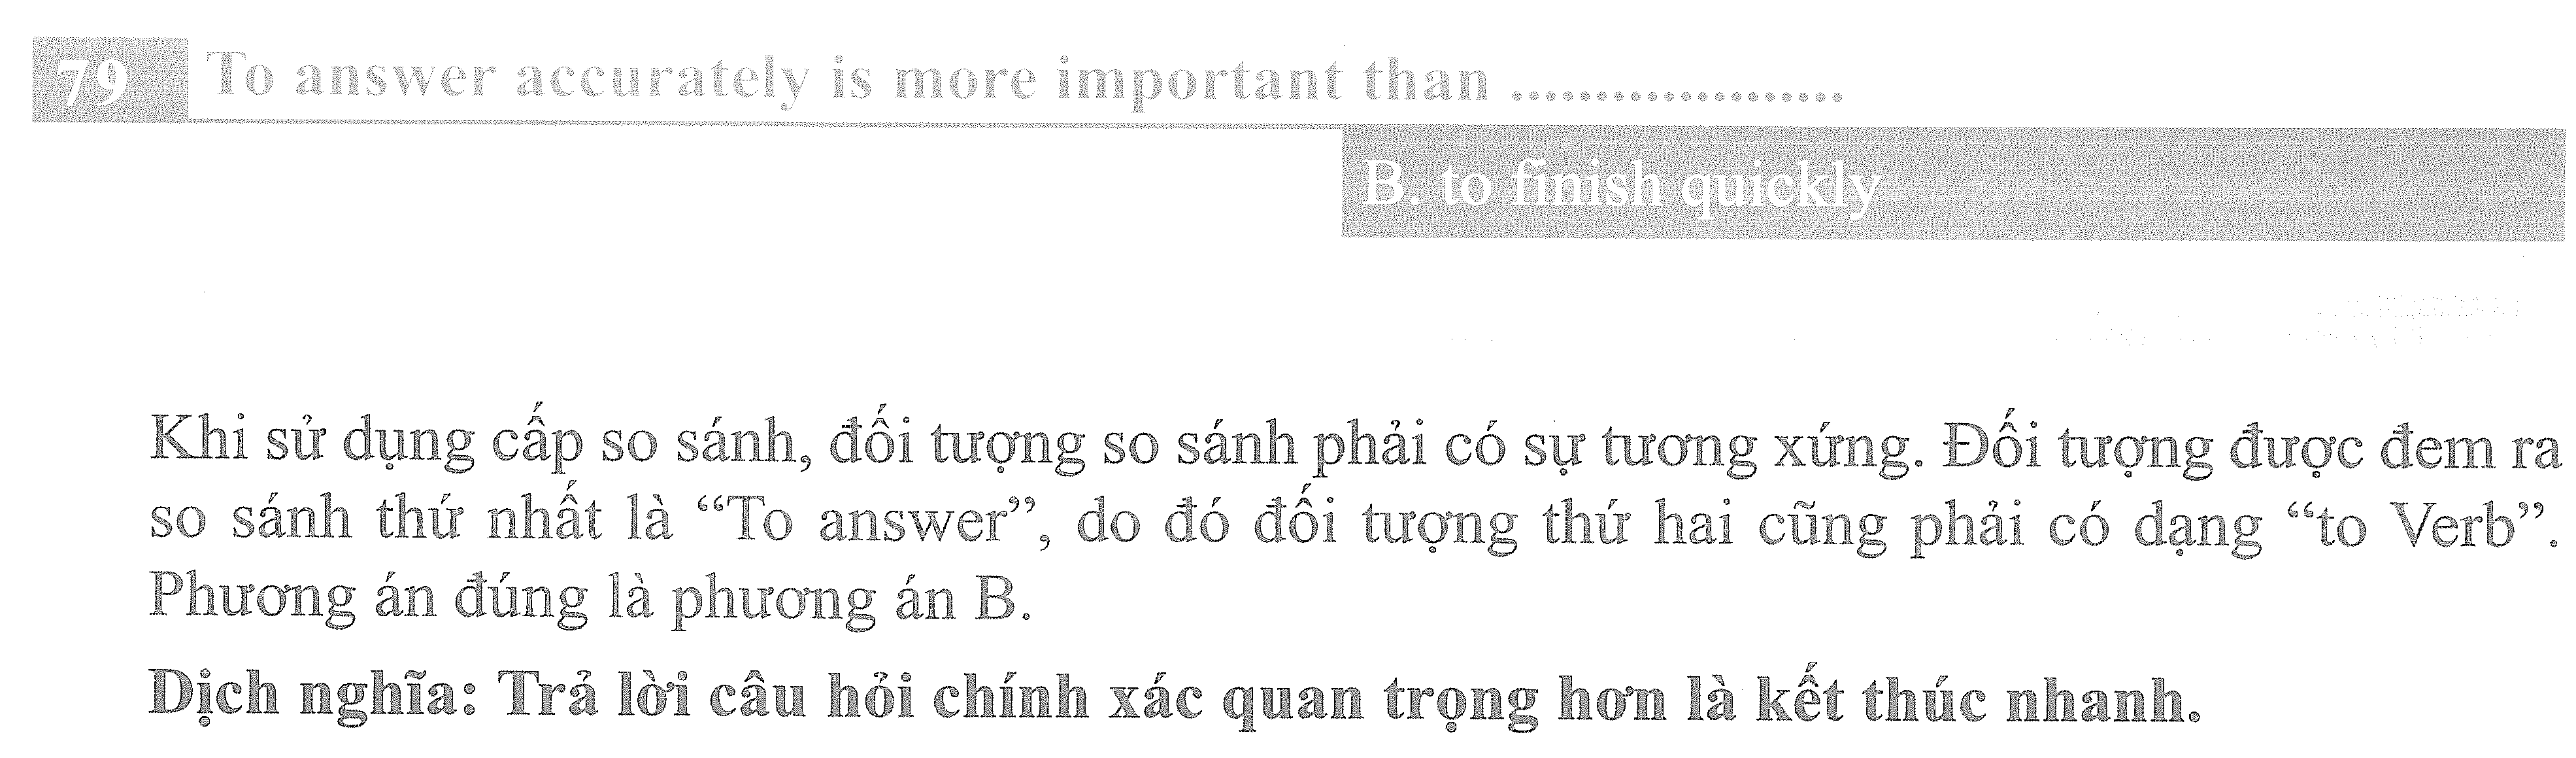 79 To answer accurately is more important than ...................
B. to finish quickly
Khi sử dụng cấp so sánh, đối tượng so sánh phải có sự tương xứng. Đối tượng được đem ra
so sánh thứ nhất là “To answer”, do đó đối tượng thứ hai cũng phải có dạng “to Verb”.
Phương án đúng là phương án B.
Dịch nghĩa: Trả lời câu hỏi chính xác quan trọng hơn là kết thúc nhanh.